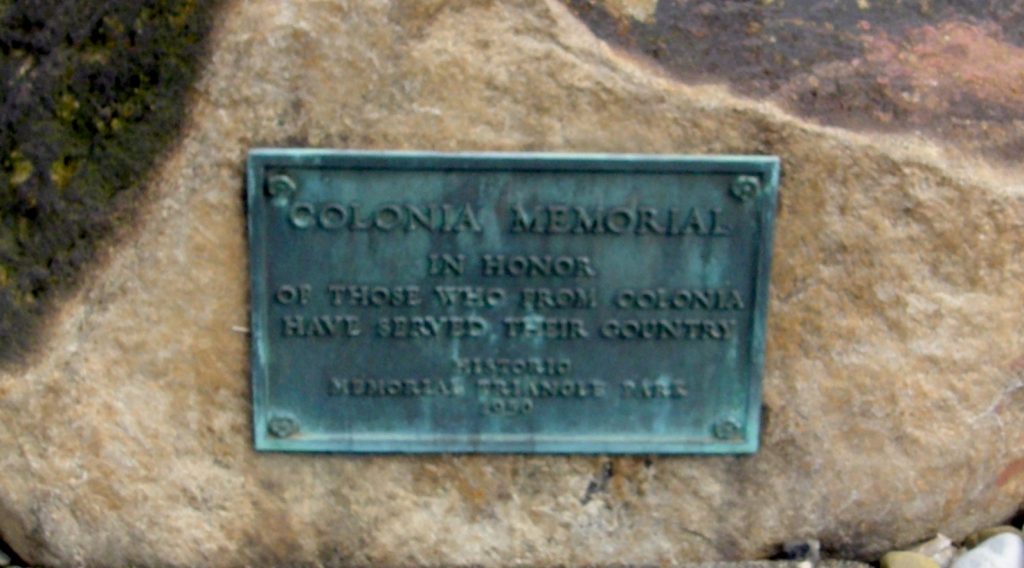 COLONIA MEMORIAL
IN HONOR
OF THOSE WHO FROM COLONIA
HAVE SERVED THEIR COUNTRY
HISTORIC
MEMORIAL TRIANGLE PARK